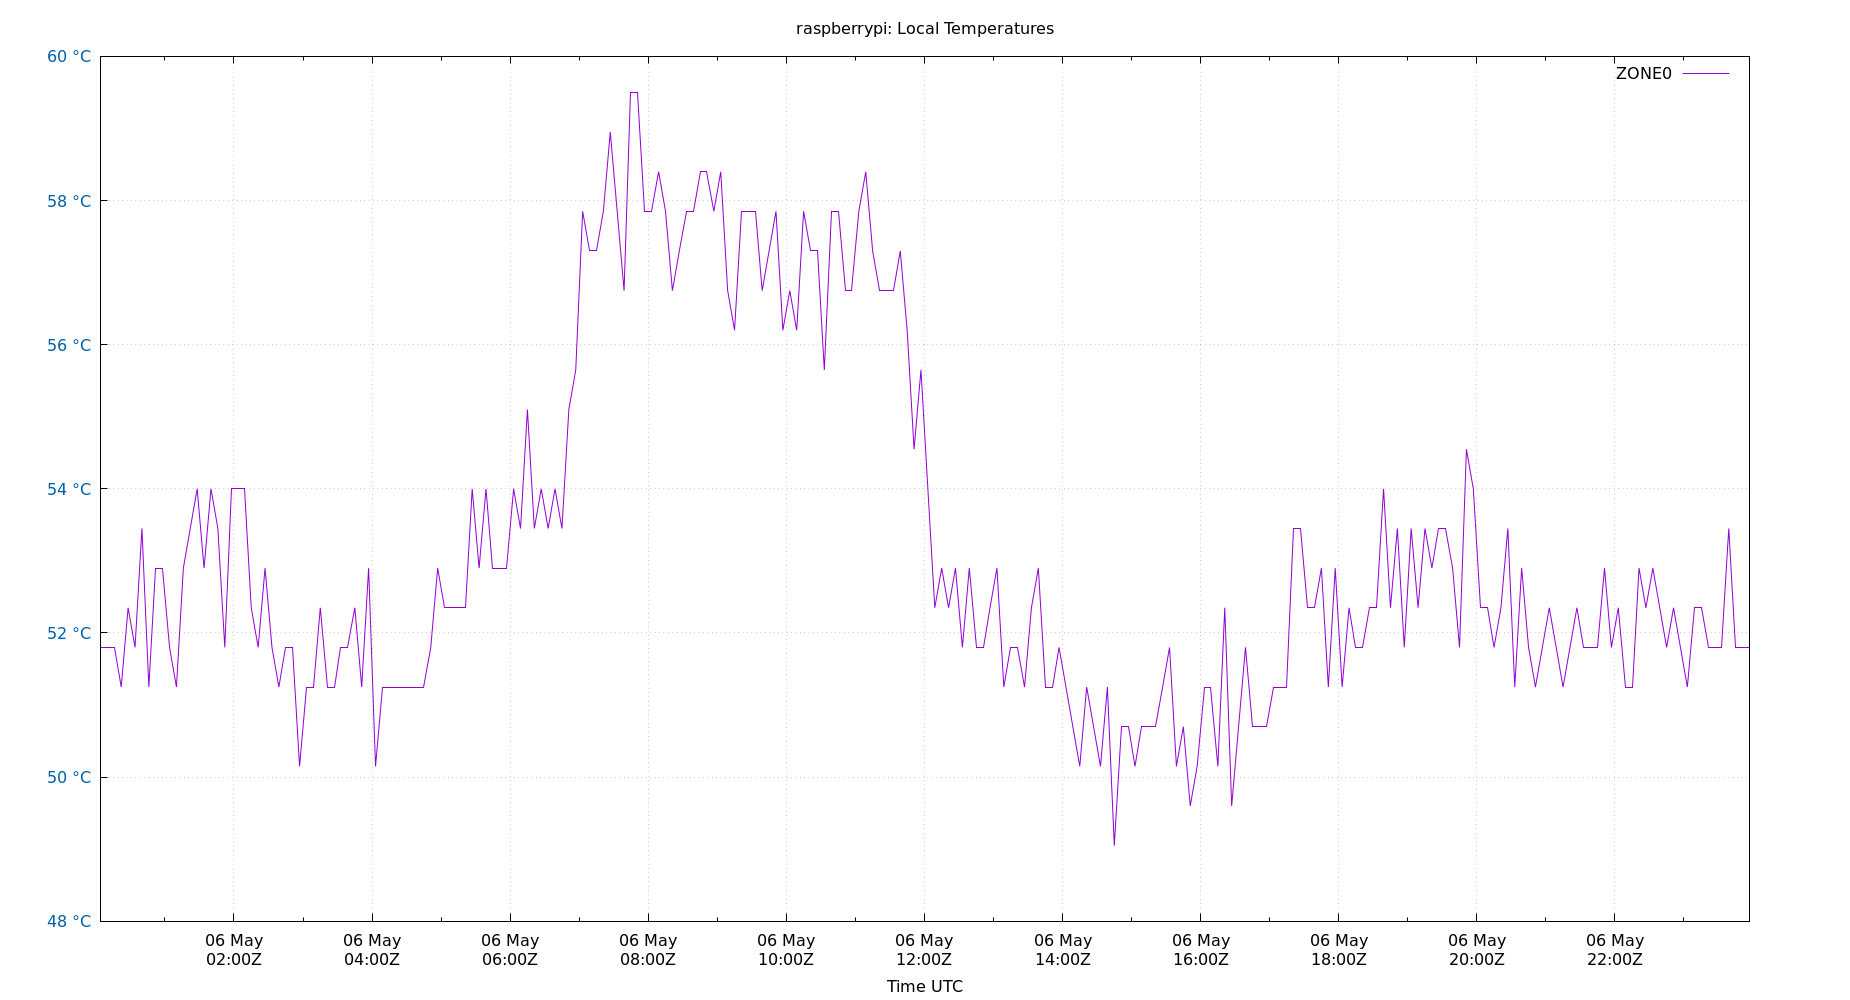 raspberrypi: Local Temperatures
60 °C
ZONE0
58 °C
56 °C
54 °C
52 °C
50 °C
48 °C
06 May 06 May 06 May 06 May 06 May 06 May 06 May 06 May 06 May 06 May 06 May
02:00Z 04:00Z 06:00Z 08:00Z 10:00Z 12:00Z 14:00Z 16:00Z 18:00Z 20:00Z 22:00Z
Time UTC